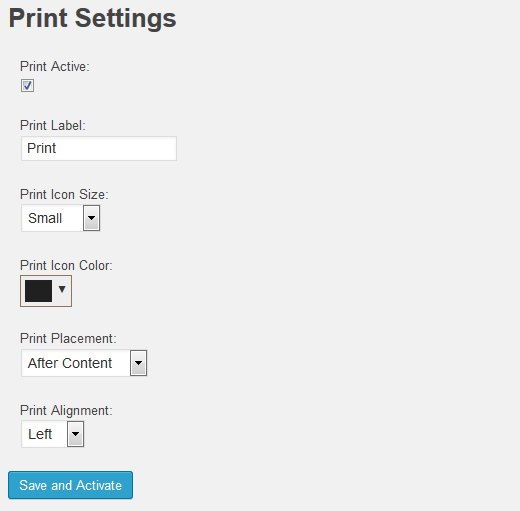 Print Settings
Print Active:
Print Label:
Print
Print Icon Size:
Small
Print Icon Color:
Print Placement:
After Content
Print Alignment:
Left
Save and Activate